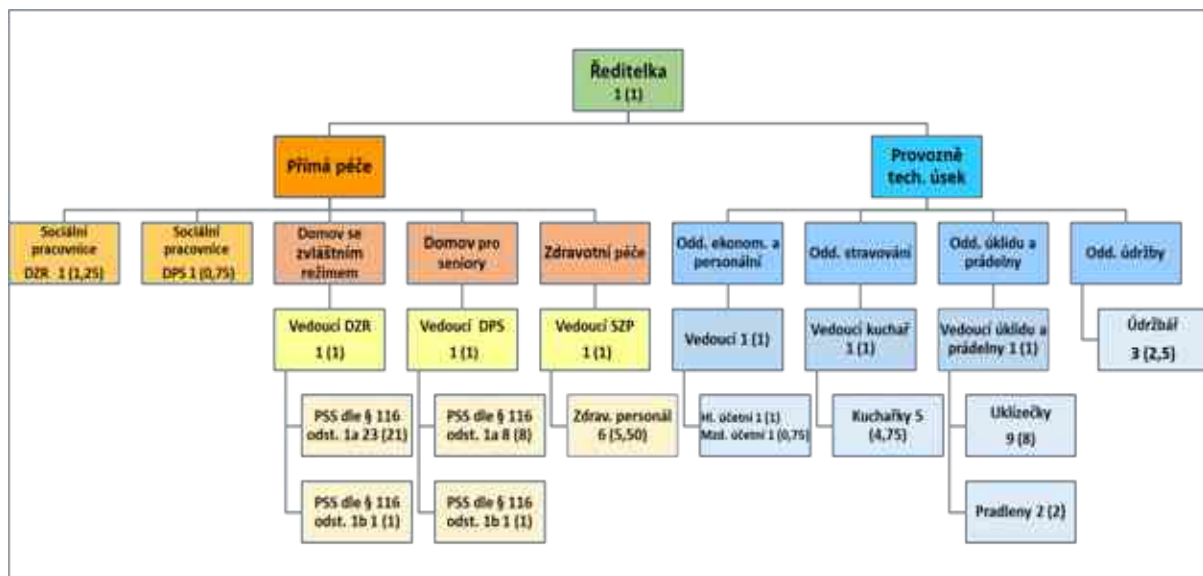 Ředitelka
1 (1)
Přímá péče
Provozně
tech. úsek
Sociální
pracovnice
DZR 1 (1,25)
Sociální
pracovnice
DPS 1 (0,75)
Domov se
zvláštním
režimem
Domov pro
seniory
Zdravotní péče
Odd. ekonom. a
personální
Odd. stravování
Odd. úklidu a
prádelny
Odd. údržby
Vedoucí DZR
1 (1)
Vedoucí DPS
1 (1)
Vedoucí SZP
1 (1)
Vedoucí 1 (1)
Vedoucí kuchař
1 (1)
Vedoucí úklidu a
prádelny 1 (1)
Údržbář
3 (2,5)
PSS dle § 116
odst. 1a 23 (21)
PSS dle § 116
odst. 1a 8 (8)
Zdrav. personál
6 (5,50)
Hl. účetní 1 (1)
Mzd. účetní 1 (0,75)
Kuchařky 5
(4,75)
Uklízečky
9 (8)
PSS dle § 116
odst. 1b 1 (1)
PSS dle § 116
odst. 1b 1 (1)
Pradleny 2 (2)